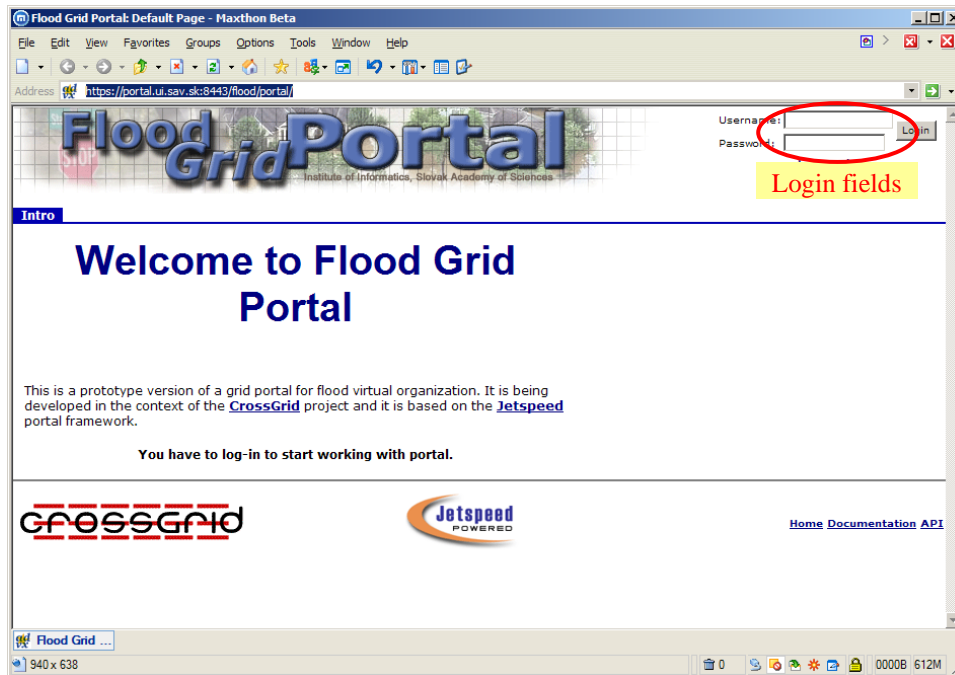 Flood Grid Portal: Default Page - Maxthon Beta
File Edit View Favorites Groups Options Tools Window Help
Address https://portal.ui.sav.sk:8443/flood/portal/
Flood Grid Portal
STOP
Institute of Informatics, Slovak Academy of Sciences
Username:
Login
Password:
Login fields
Intro
Welcome to Flood Grid
Portal
This is a prototype version of a grid portal for flood virtual organization. It is being
developed in the context of the CrossGrid project and it is based on the Jetspeed
portal framework.
You have to log-in to start working with portal.
crossGrid
Jetspeed
POWERED
Home Documentation API
Flood Grid ...
940 x 638
0
0000B 612M